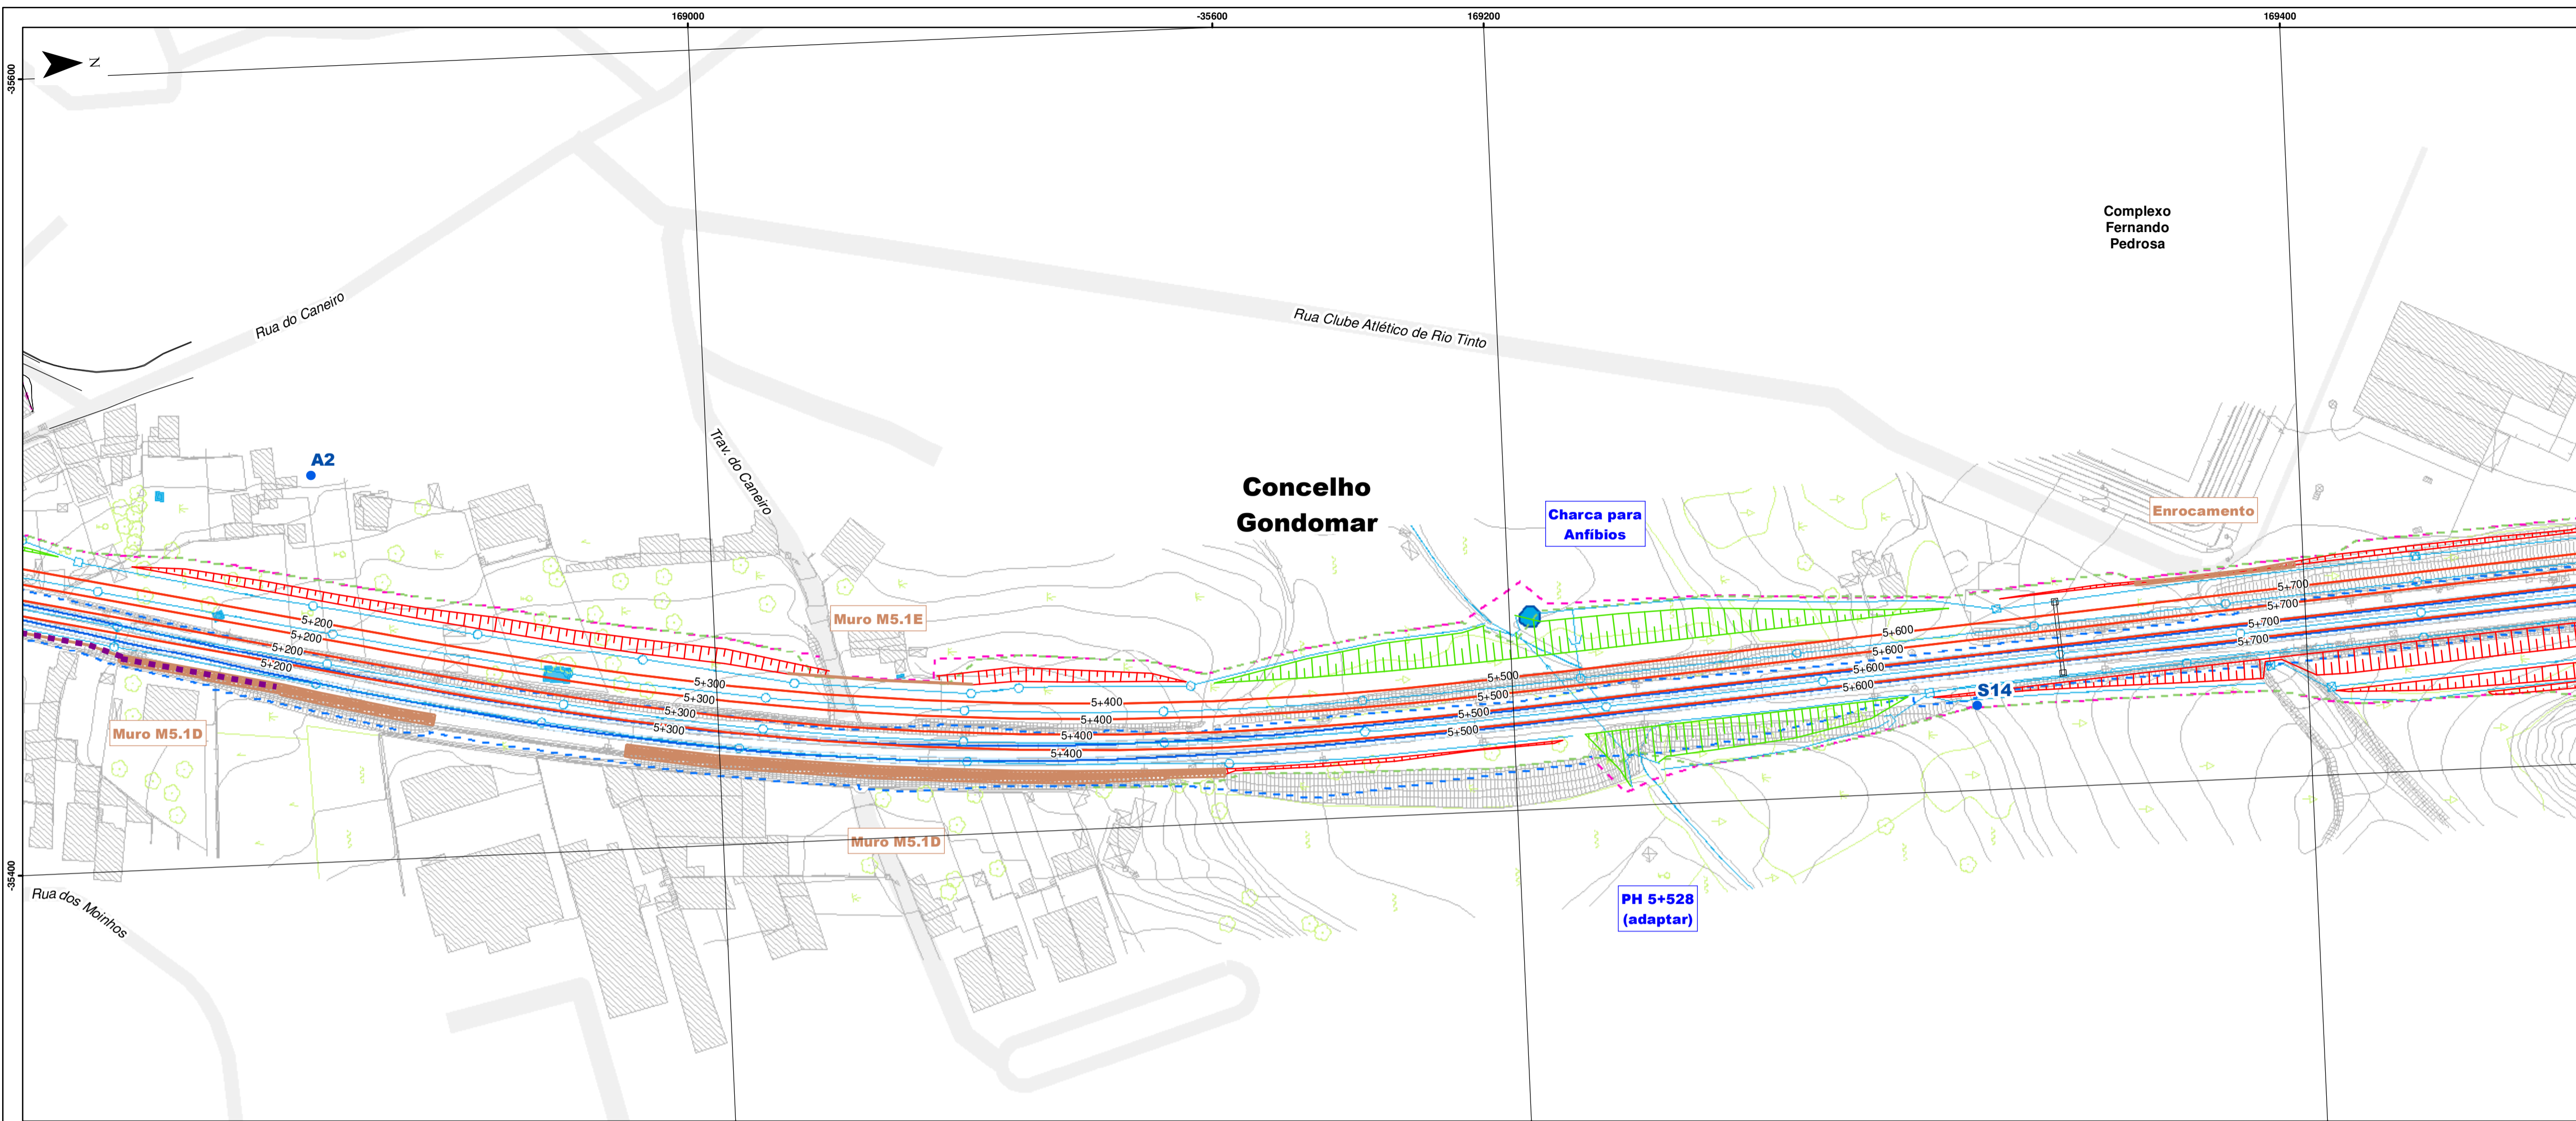 169000
-35600
169200
169400
-35600
N
Complexo
Fernando
Pedrosa
Rua do Caneiro
Rua Clube Atlético de Rio Tinto
A2
Trav. do Caneiro
Concelho
Gondomar
Charca para
Anfíbios
Enrocamento
Muro M5.1E
5+200
5+200
5+200
5+200
5+300
5+300
5+300
5+300
5+400
5+400
5+400
5+400
5+500
5+500
5+500
5+500
5+600
5+600
5+600
5+600
5+700
5+700
5+700
5+700
S14
Muro M5.1D
Muro M5.1D
-35400
Rua dos Moinhos
PH 5+528
(adaptar)